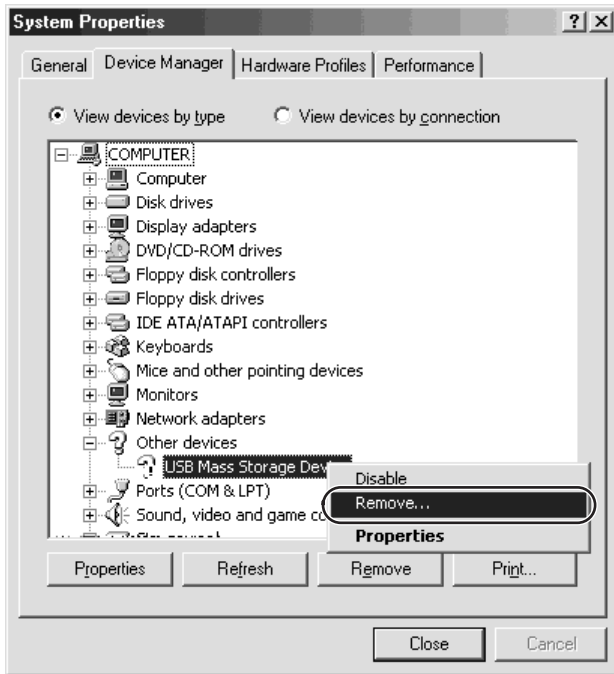 System Properties
General Device Manager Hardware Profiles Performance
View devices by type View devices by connection
COMPUTER
Computer
Disk drives
Display adapters
DVD/CD-ROM drives
Floppy disk controllers
Floppy disk drives
IDE ATA/ATAPI controllers
Keyboards
Mice and other pointing devices
Monitors
Network adapters
Other devices
USB Mass Storage Dev
Disable
Ports (COM & LPT)
Remove...
Sound, video and game co
Properties
Properties Refresh Remove Print...
Close Cancel